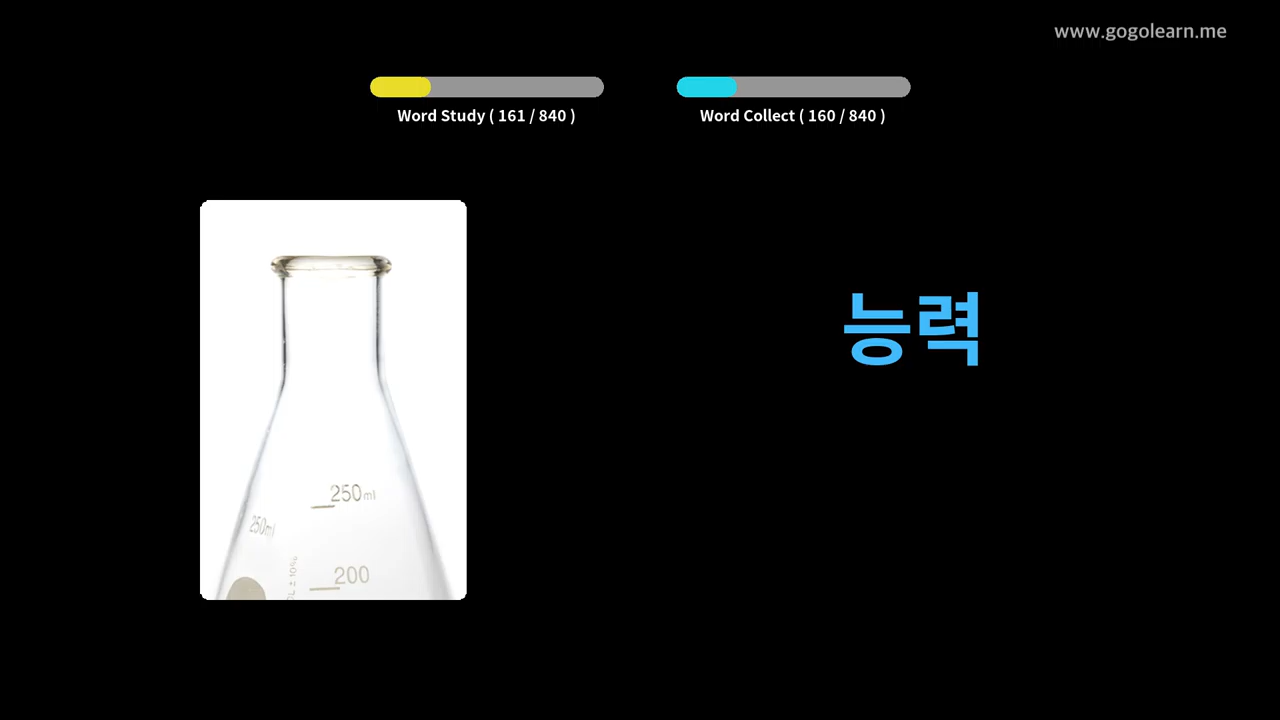 www.gogolearn.me
Word Study ( 161 / 840 )
Word Collect ( 160 / 840 )
능력
250ml
250ml
200